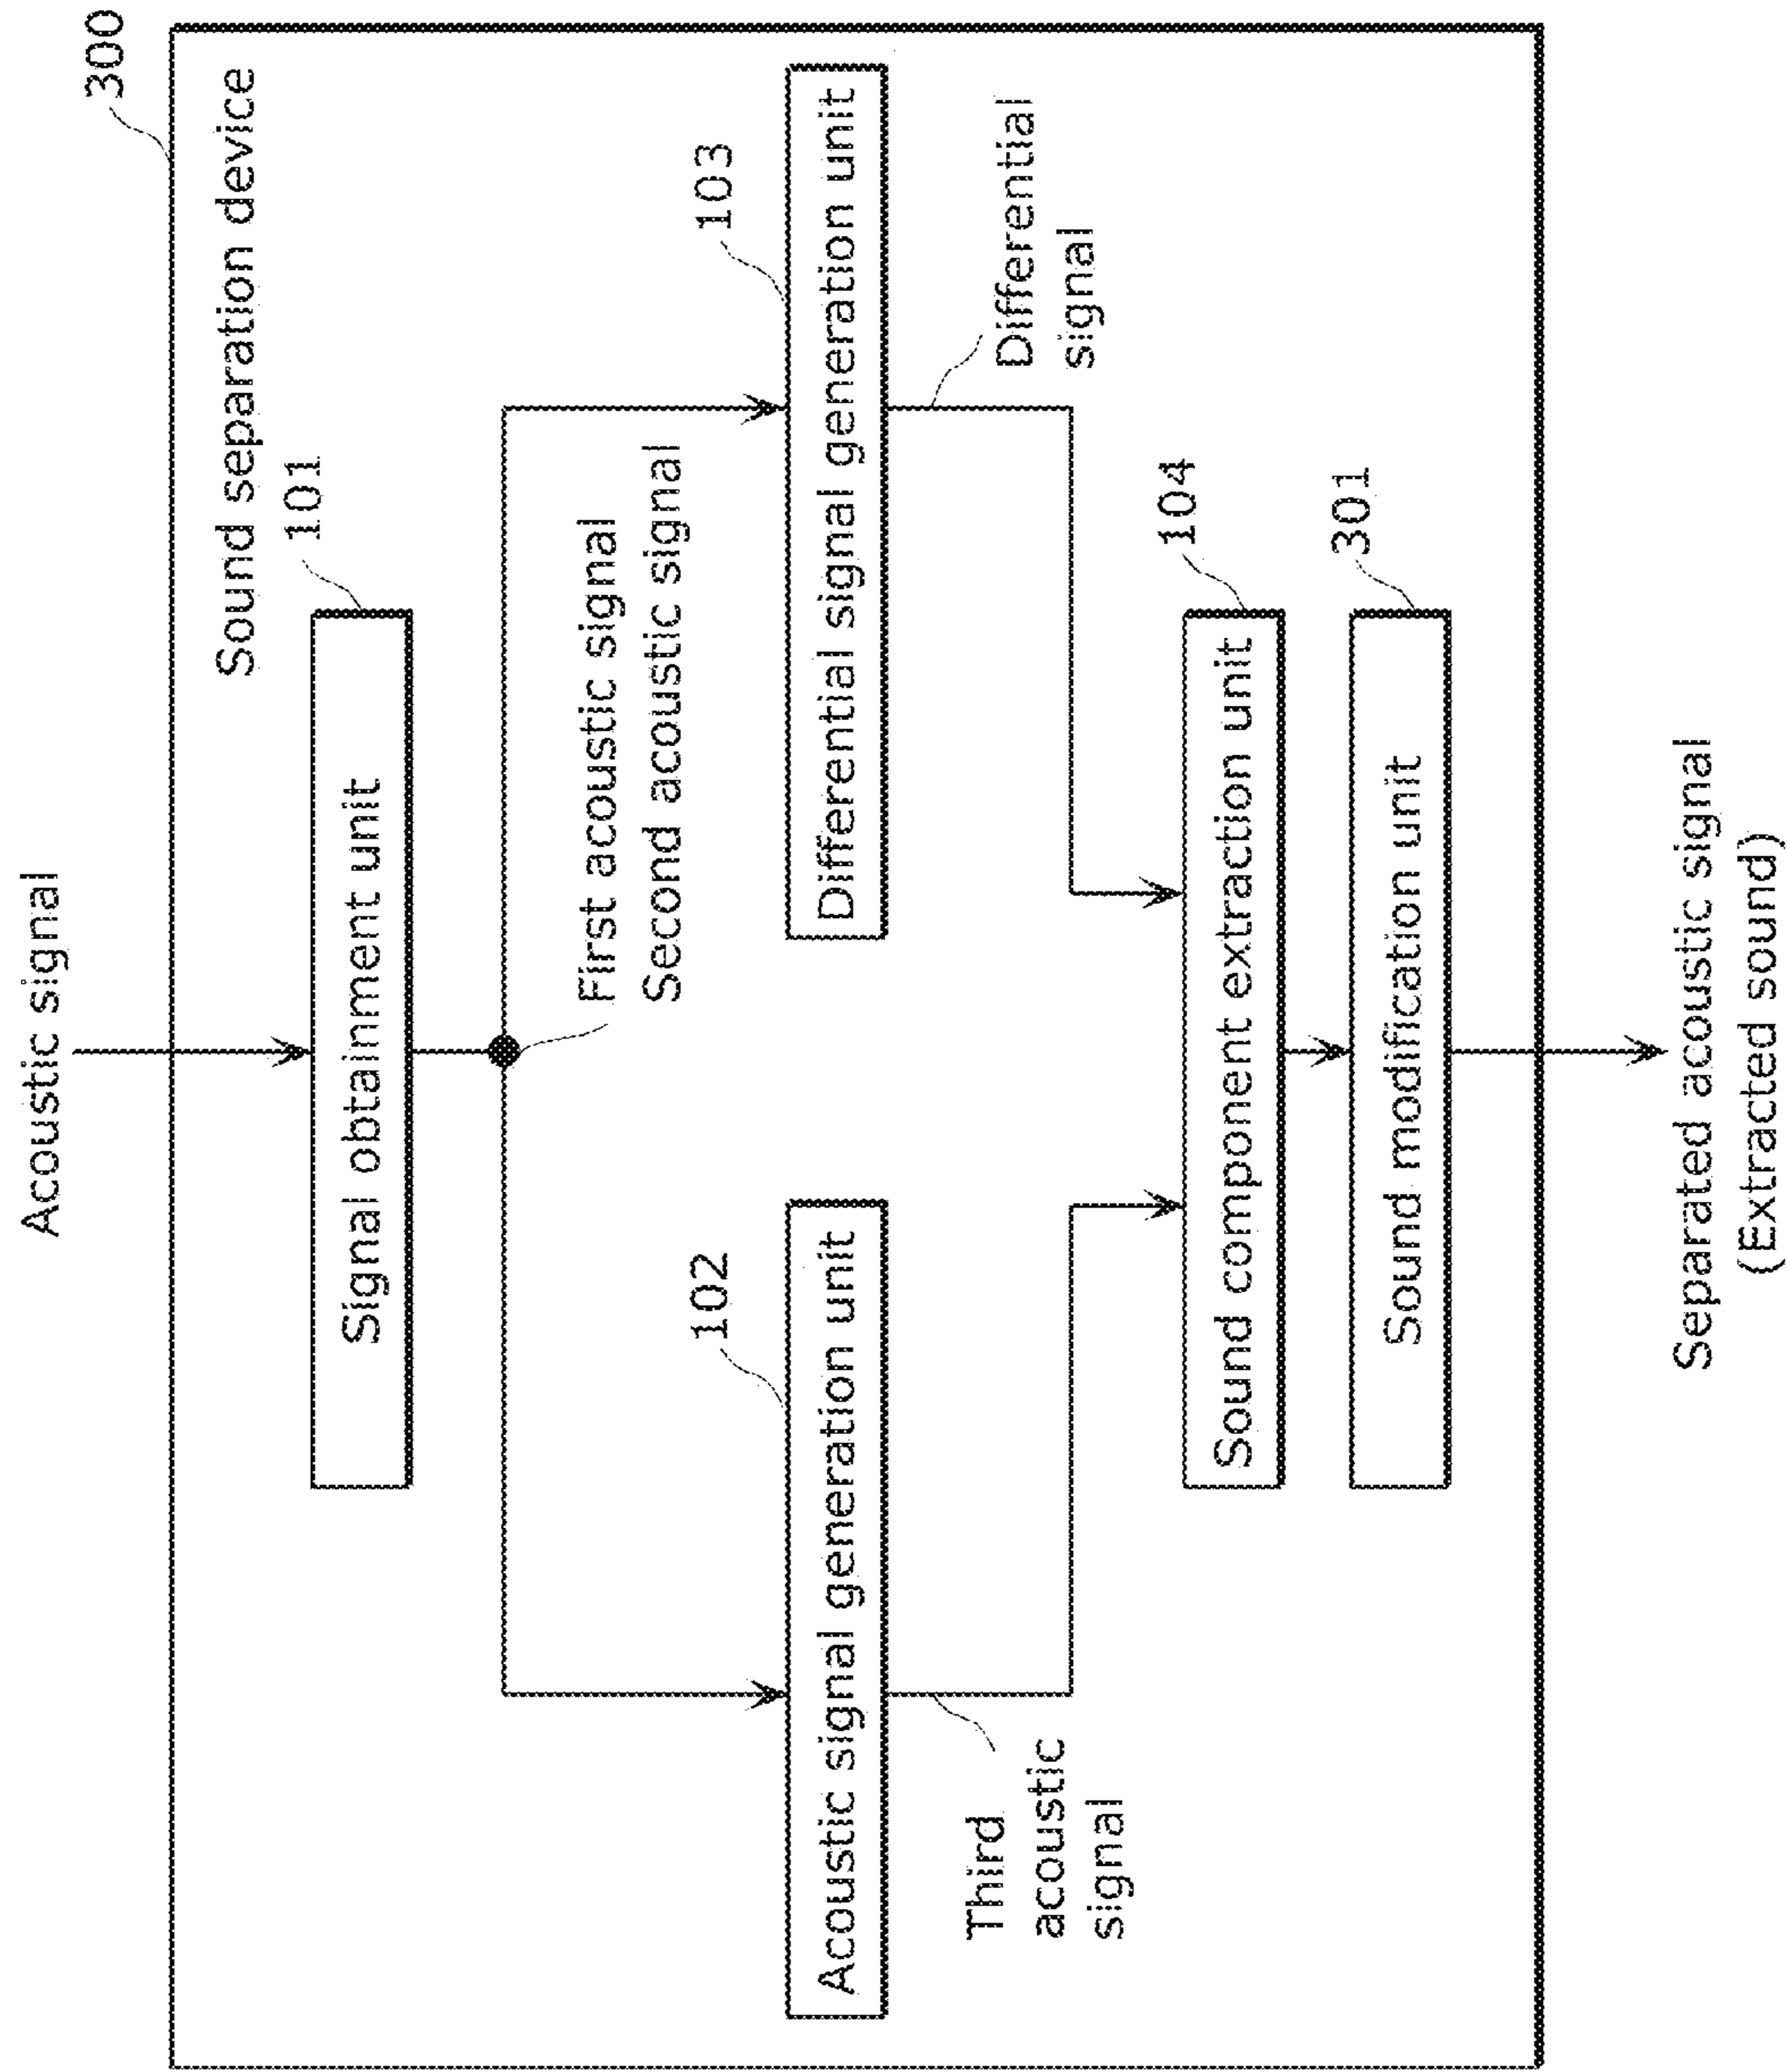 300
Acoustic signal
Sound separation device
101
Signal obtainment unit
First acoustic signal
Second acoustic signal
102
103
Acoustic signal generation unit
Differential signal generation unit
Third
acoustic
signal
Differential
signal
104
Sound component extraction unit
301
Sound modification unit
Separated acoustic signal
(Extracted sound)